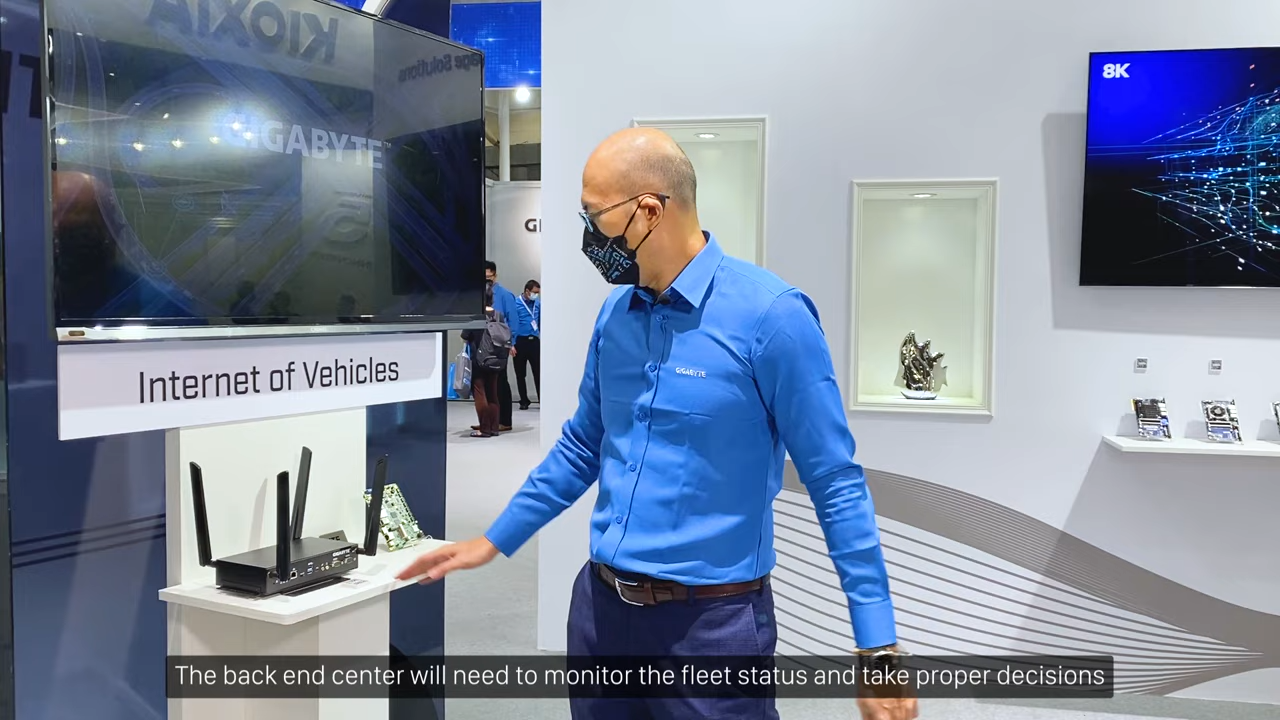 KIOXIA
GIGABYTE
8K
Internet of Vehicles
GIGABYTE
GIGABYTE
The back end center will need to monitor the fleet status and take proper decisions